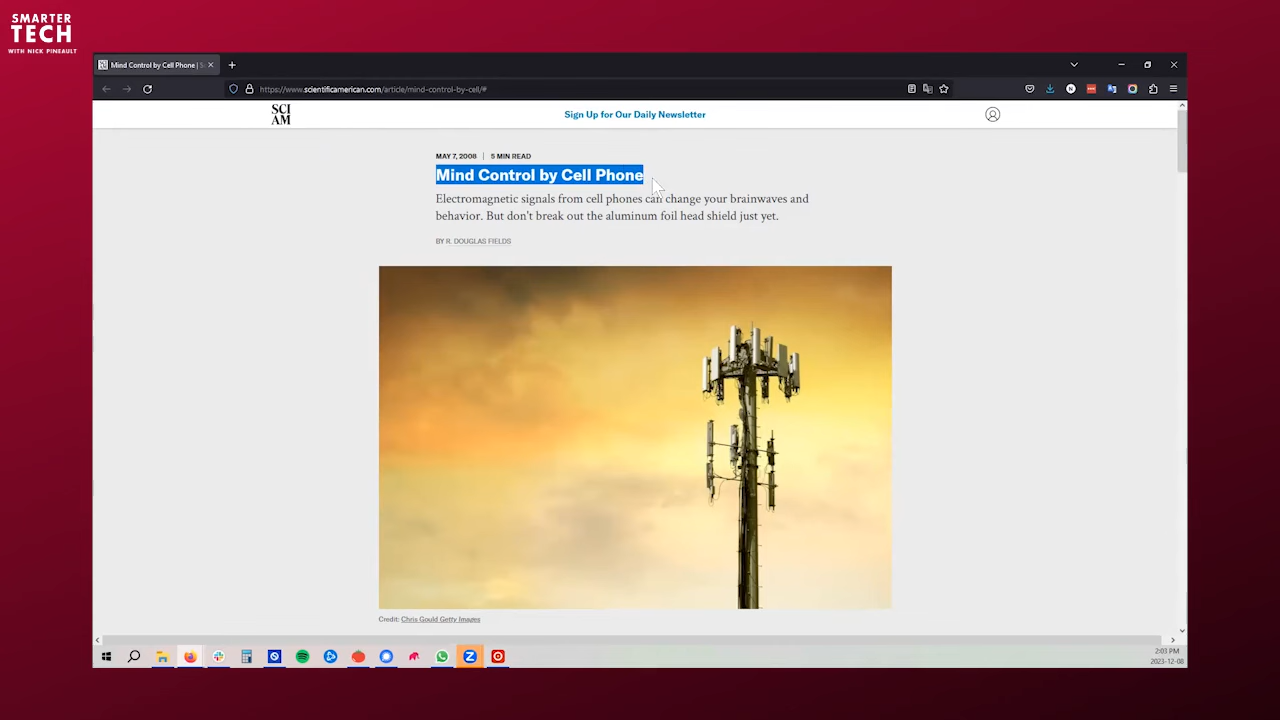 SMARTER
TECH
WITH NICK PINEAULT
Mind Control by Cell Phone | S
https://www.scientificamerican.com/article/mind-control-by-cell/#
SCI
AM
Sign Up for Our Daily Newsletter
MAY 7, 2008 | 5 MIN READ
Mind Control by Cell Phone
Electromagnetic signals from cell phones can change your brainwaves and
behavior. But don't break out the aluminum foil head shield just yet.
BY R. DOUGLAS FIELDS
Credit: Chris Gould Getty Images
2:03 PM
2023-12-08